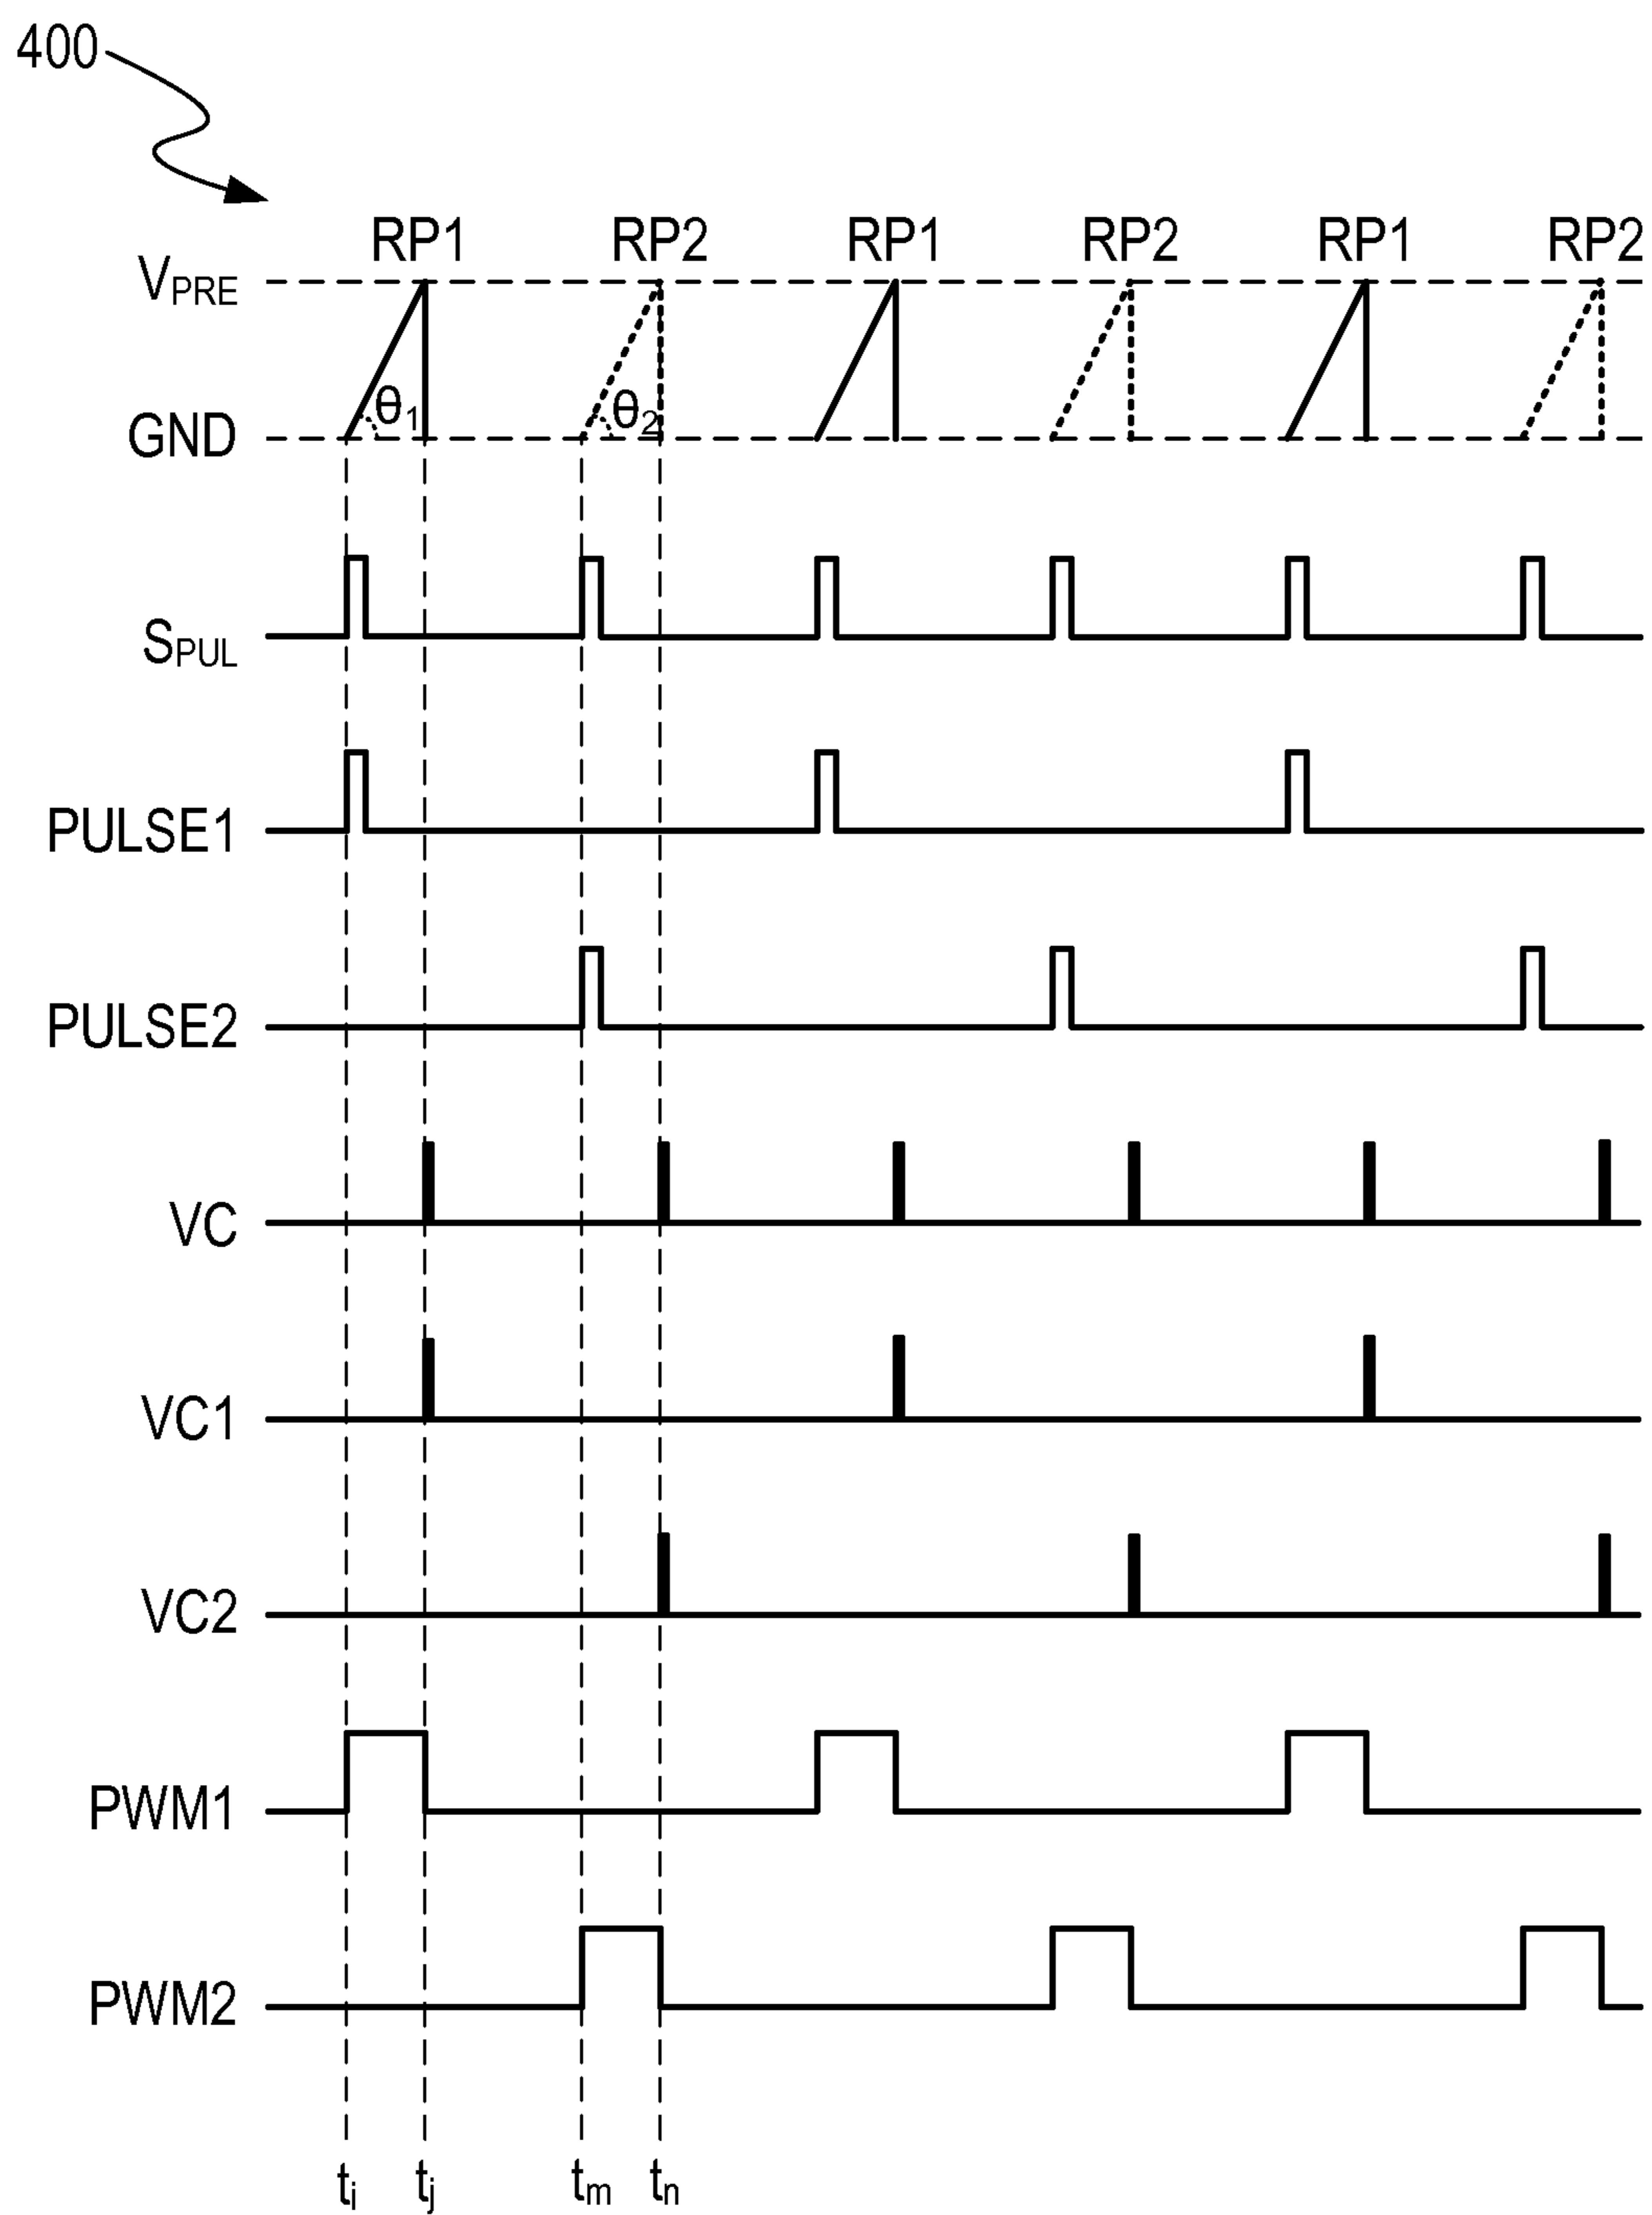 400
RP1 RP2 RP1 RP2 RP1 RP2
VPRE
θ1 θ2
GND
SPUL
PULSE1
PULSE2
VC
VC1
VC2
PWM1
PWM2
ti tj tm tn